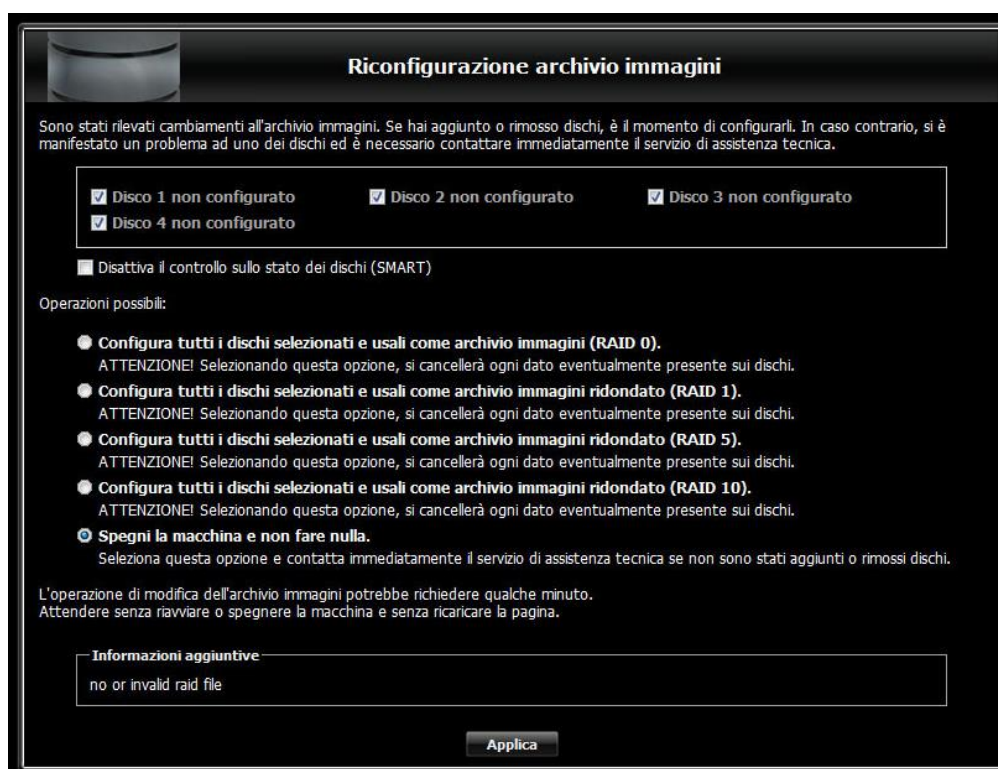 Riconfigurazione archivio immagini
Sono stati rilevati cambiamenti all'archivio immagini. Se hai aggiunto o rimosso dischi, è il momento di configurarli. In caso contrario, si è
manifestato un problema ad uno dei dischi ed è necessario contattare immediatamente il servizio di assistenza tecnica.
Disco 1 non configurato Disco 2 non configurato Disco 3 non configurato
Disco 4 non configurato
Disattiva il controllo sullo stato dei dischi (SMART)
Operazioni possibili:
Configura tutti i dischi selezionati e usali come archivio immagini (RAID 0).
ATTENZIONE! Selezionando questa opzione, si cancellerà ogni dato eventualmente presente sui dischi.
Configura tutti i dischi selezionati e usali come archivio immagini ridondato (RAID 1).
ATTENZIONE! Selezionando questa opzione, si cancellerà ogni dato eventualmente presente sui dischi.
Configura tutti i dischi selezionati e usali come archivio immagini ridondato (RAID 5).
ATTENZIONE! Selezionando questa opzione, si cancellerà ogni dato eventualmente presente sui dischi.
Configura tutti i dischi selezionati e usali come archivio immagini ridondato (RAID 10).
ATTENZIONE! Selezionando questa opzione, si cancellerà ogni dato eventualmente presente sui dischi.
Spegni la macchina e non fare nulla.
Seleziona questa opzione e contatta immediatamente il servizio di assistenza tecnica se non sono stati aggiunti o rimossi dischi.
L'operazione di modifica dell'archivio immagini potrebbe richiedere qualche minuto.
Attendere senza riavviare o spegnere la macchina e senza ricaricare la pagina.
Informazioni aggiuntive
no or invalid raid file
Applica